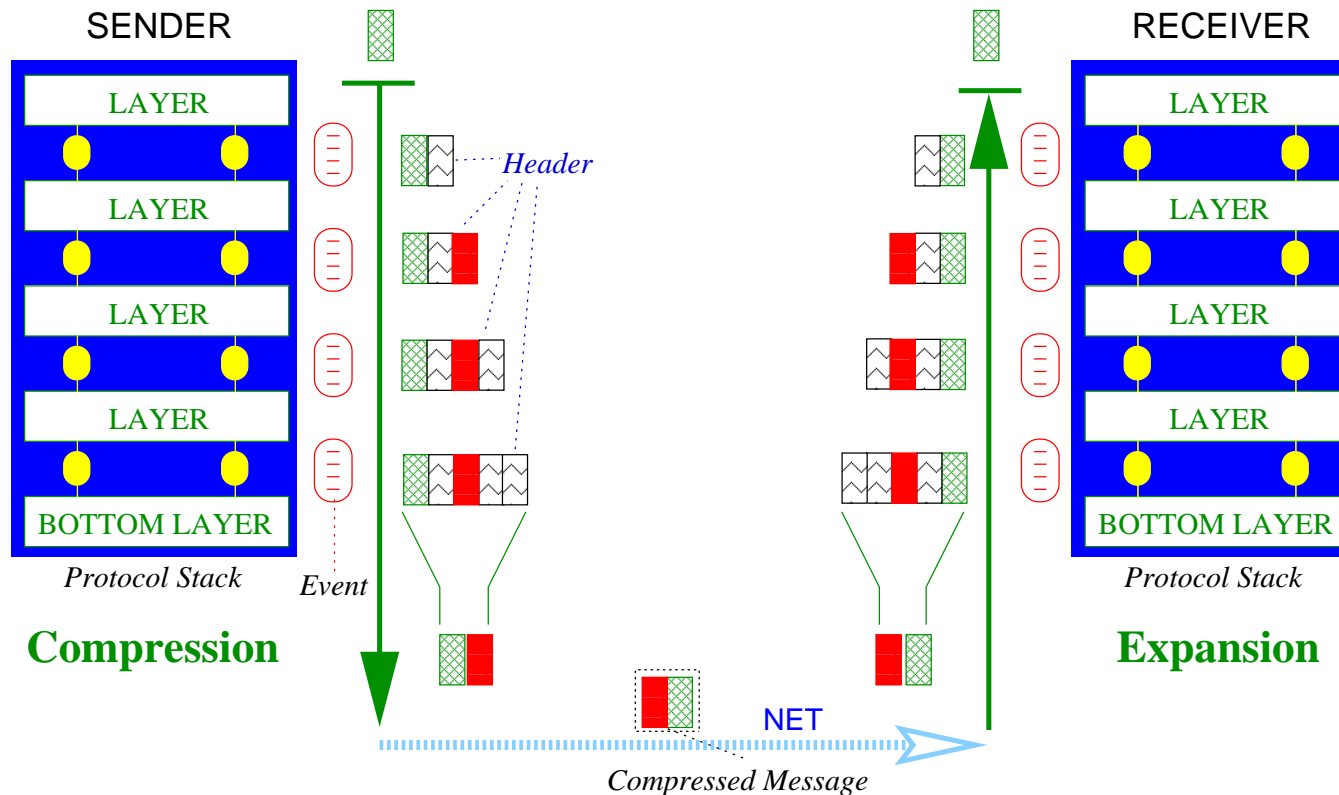 SENDER
RECEIVER
LAYER
LAYER
Header
LAYER
LAYER
LAYER
LAYER
LAYER
LAYER
BOTTOM LAYER
BOTTOM LAYER
Protocol Stack
Event
Protocol Stack
Compression
Expansion
NET
Compressed Message